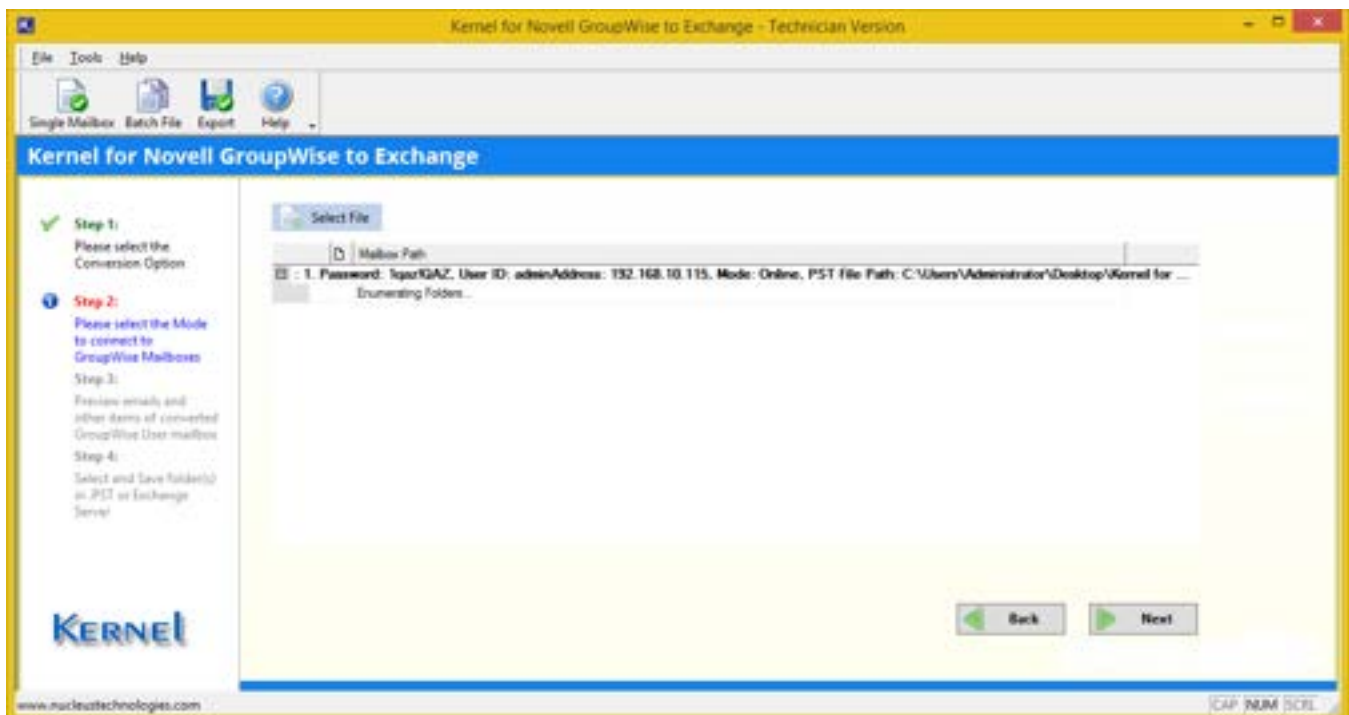 Kernel for Novell GroupWise to Exchange - Technician Version
File Tools Help
Single Mailbox Batch File Export Help
Kernel for Novell GroupWise to Exchange
Step 1:
Please select the
Conversion Option
Step 2:
Please select the Mode
to connect to
GroupWise Mailboxes
Step 3:
Preview emails and
other items of converted
GroupWise User mailbox
Step 4:
Select and Save folder(s)
in .PST or Exchange
Server
KERNEL
Select File
Mailbox Path
: 1. Password: User ID: adminAddress: 192.168.10.115, Mode: Online, PST File Path: C:\Users\Administrator\Desktop\Kernel for ...
Enumerating Folders...
Back Next
www.nucleustechnologies.com
CAP NUM SCRL